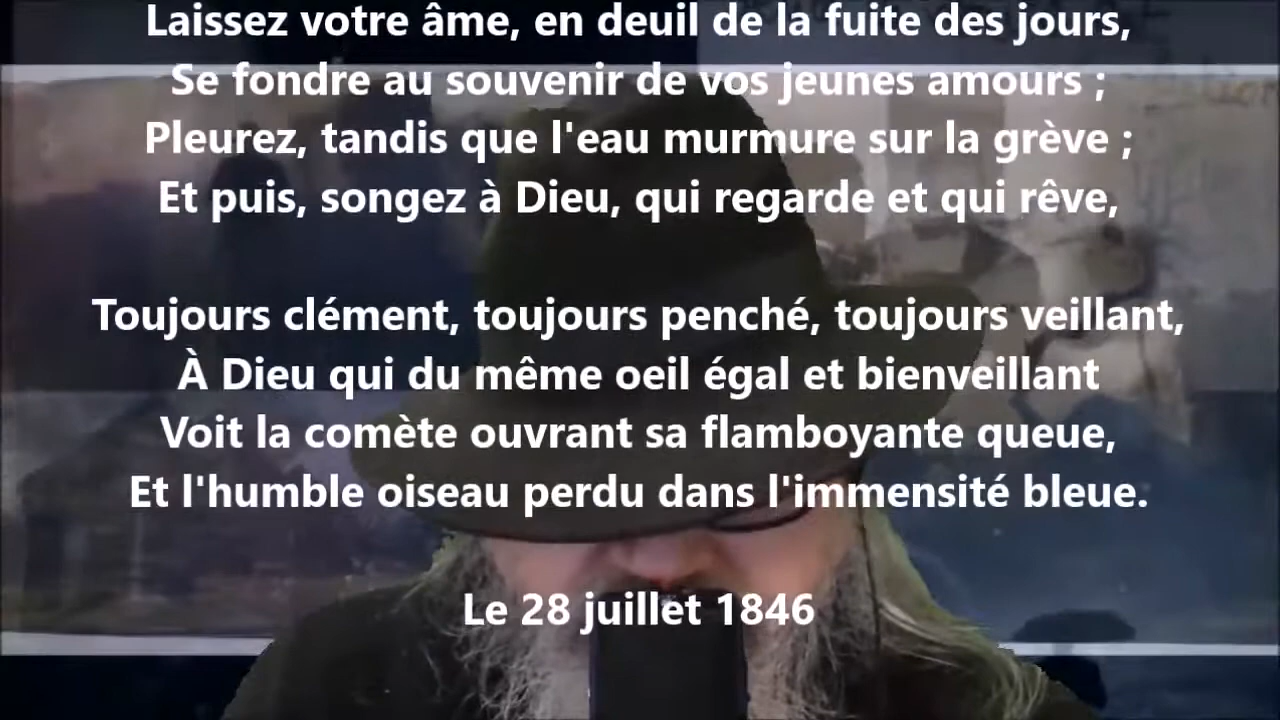 Laissez votre âme, en deuil de la fuite des jours,
Se fondre au souvenir de vos jeunes amours ;
Pleurez, tandis que l'eau murmure sur la grève ;
Et puis, songez à Dieu, qui regarde et qui rêve,
Toujours clément, toujours penché, toujours veillant,
À Dieu qui du même oeil égal et bienveillant
Voit la comète ouvrant sa flamboyante queue,
Et l'humble oiseau perdu dans l'immensité bleue.
Le 28 juillet 1846